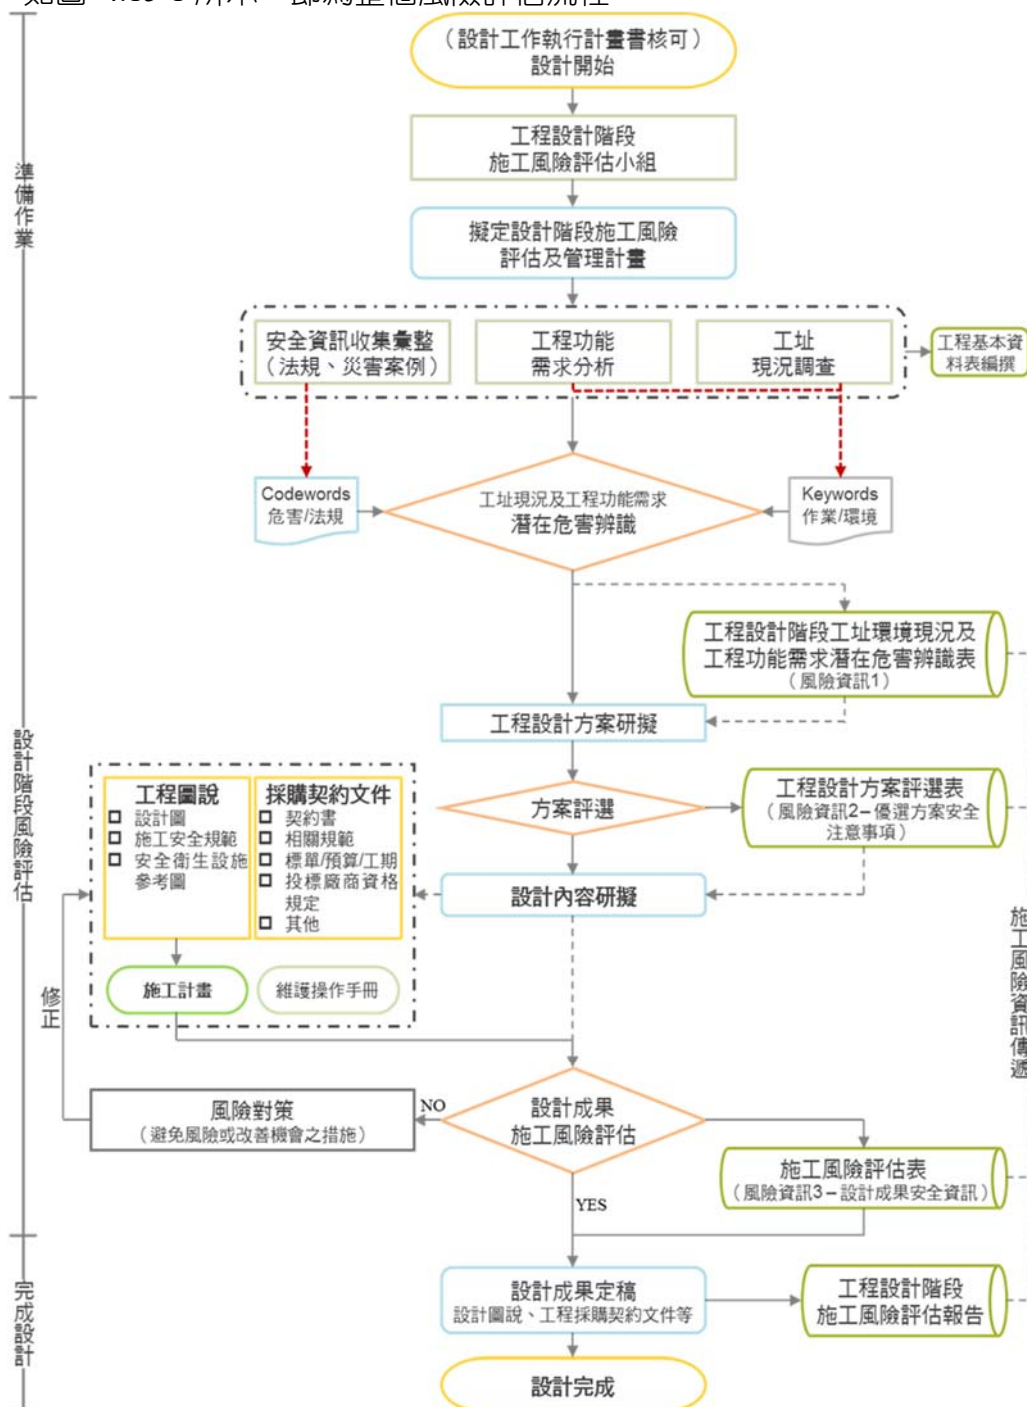 （設計工作執行計畫書核可）
設計開始
工程設計階段
施工風險評估小組
準備作業
擬定設計階段施工風險
評估及管理計畫
安全資訊收集彙整
（法規、災害案例）
工程功能
需求分析
工址
現況調查
工程基本資
料表編撰
Codewords
危害/法規
工址現況及工程功能需求
潛在危害辨識
Keywords
作業/環境
工程設計階段工址環境現況及
工程功能需求潛在危害辨識表
（風險資訊1）
工程設計方案研擬
設計階段風險評估
方案評選
工程設計方案評選表
（風險資訊2–優選方案安全
注意事項）
工程圖說
設計圖
施工安全規範
安全衛生設施
參考圖
採購契約文件
契約書
相關規範
標單/預算/工期
投標廠商資格
規定
其他
設計內容研擬
施工計畫
維護操作手冊
修正
施工風險資訊傳遞
風險對策
（避免風險或改善機會之措施）
NO
設計成果
施工風險評估
施工風險評估表
（風險資訊3–設計成果安全資訊）
YES
完成設計
設計成果定稿
設計圖說、工程採購契約文件等
工程設計階段
施工風險評估報告
設計完成